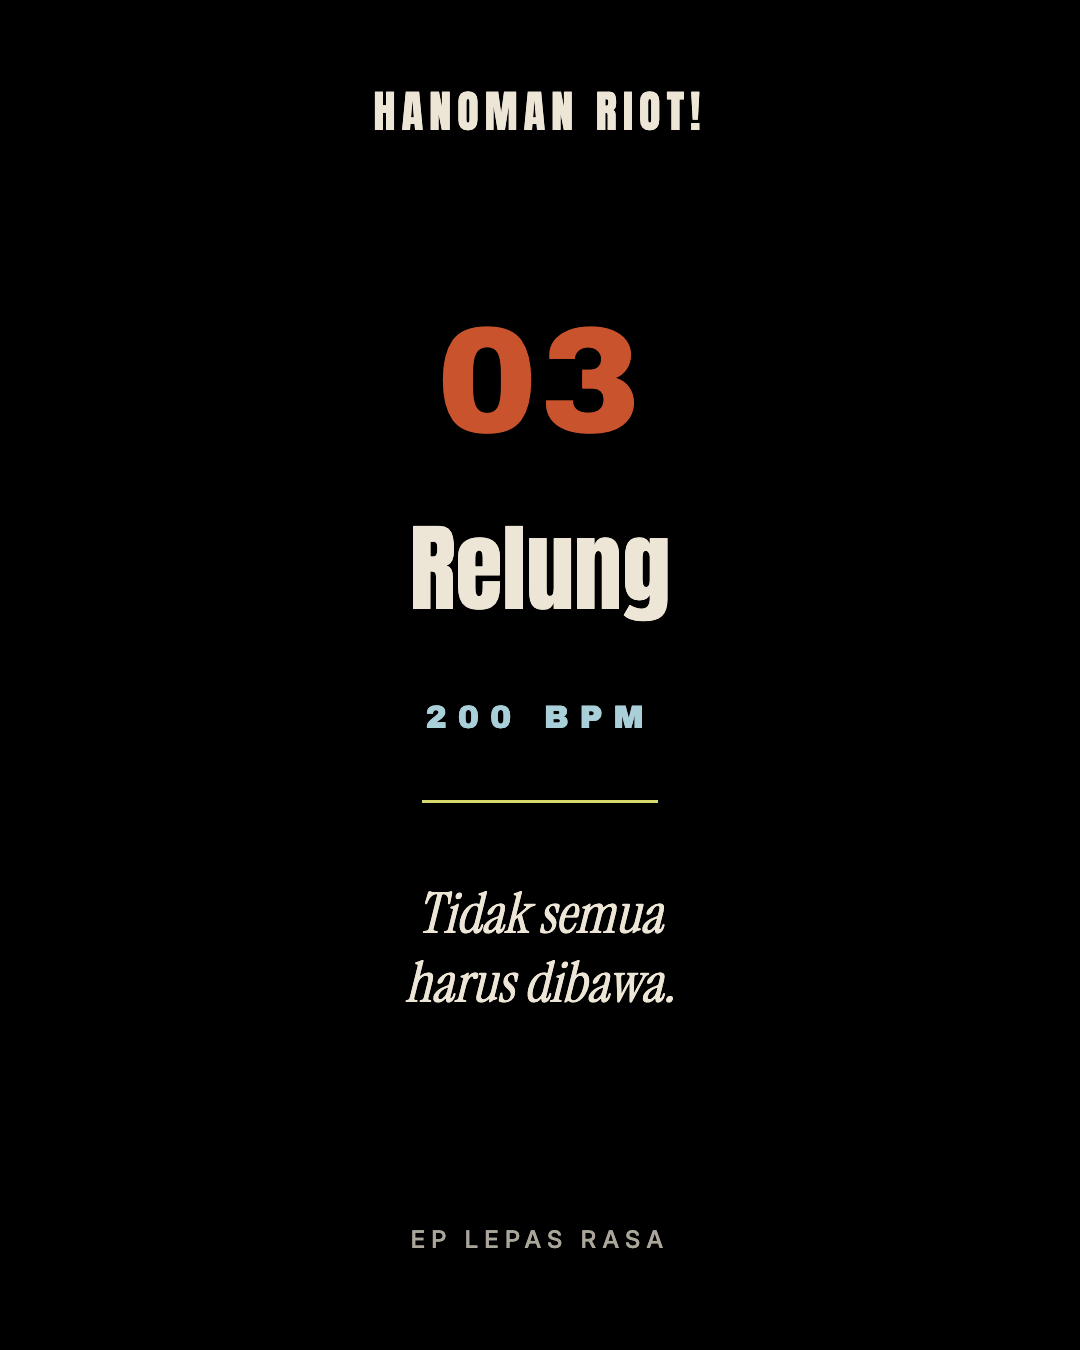 HANOMAN RIOT!
03
Relung
200 BPM
Tidak semua
harus dibawa.
EP LEPAS RASA